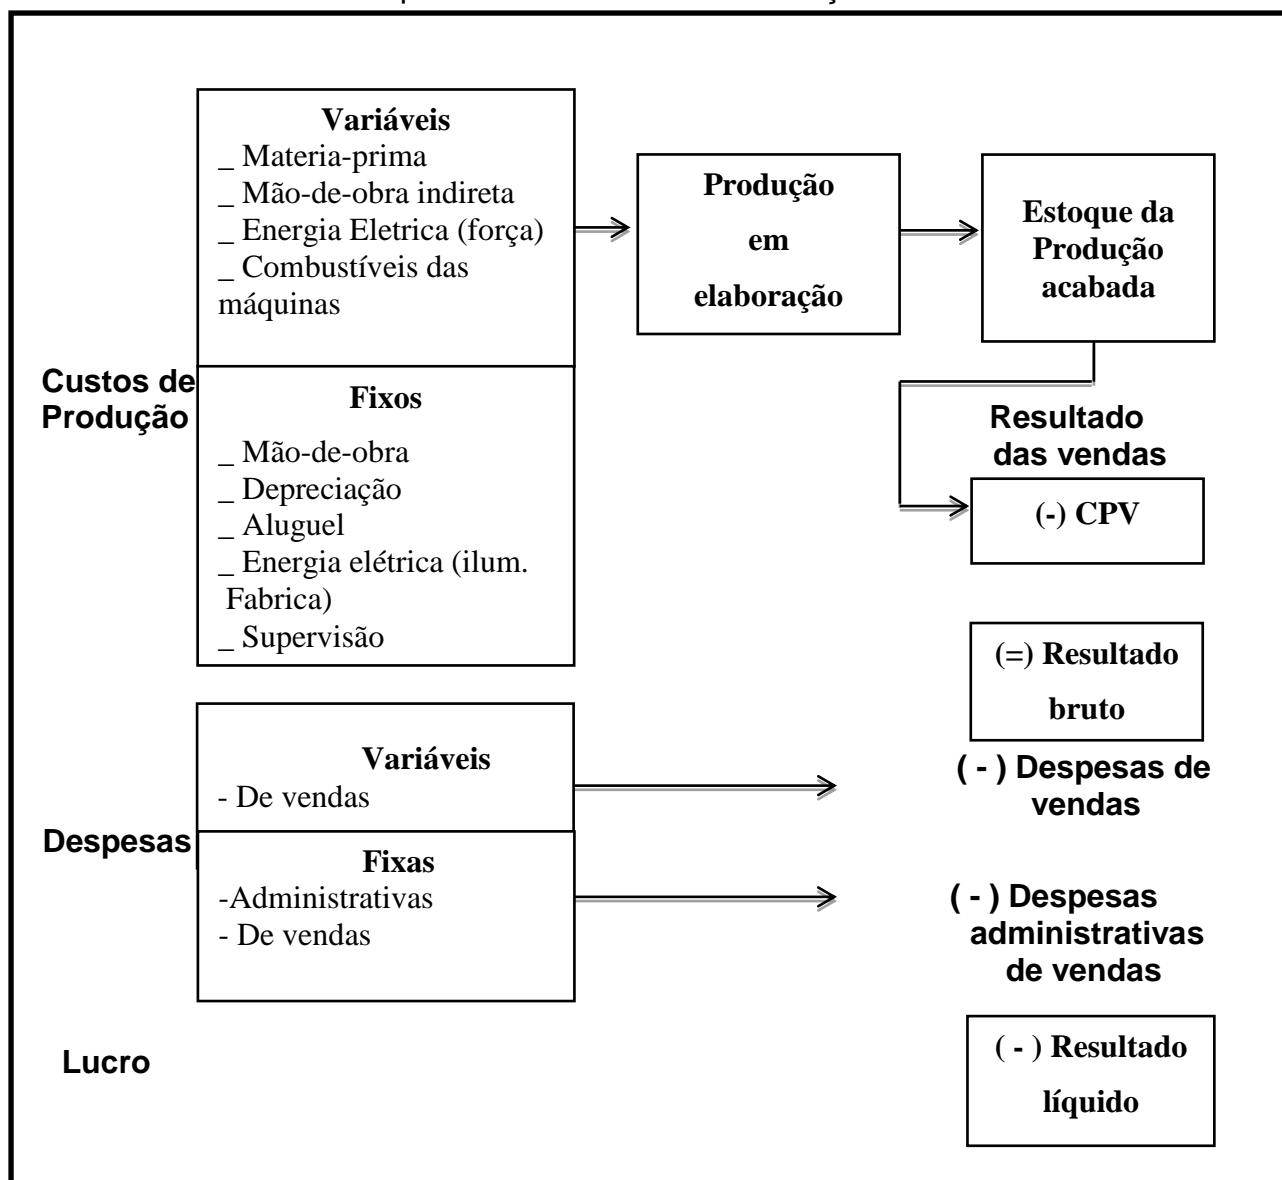 Variáveis
_ Materia-prima
_ Mão-de-obra indireta
_ Energia Eletrica (força)
_ Combustíveis das
máquinas
Produção
em
elaboração
Estoque da
Produção
acabada
Custos de
Produção
Fixos
_ Mão-de-obra
_ Depreciação
_ Aluguel
_ Energia elétrica (ilum.
Fabrica)
_ Supervisão
Resultado
das vendas
(-) CPV
(=) Resultado
bruto
Despesas
Variáveis
- De vendas
( - ) Despesas de
vendas
Fixas
-Administrativas
- De vendas
( - ) Despesas
administrativas
de vendas
Lucro
( - ) Resultado
líquido